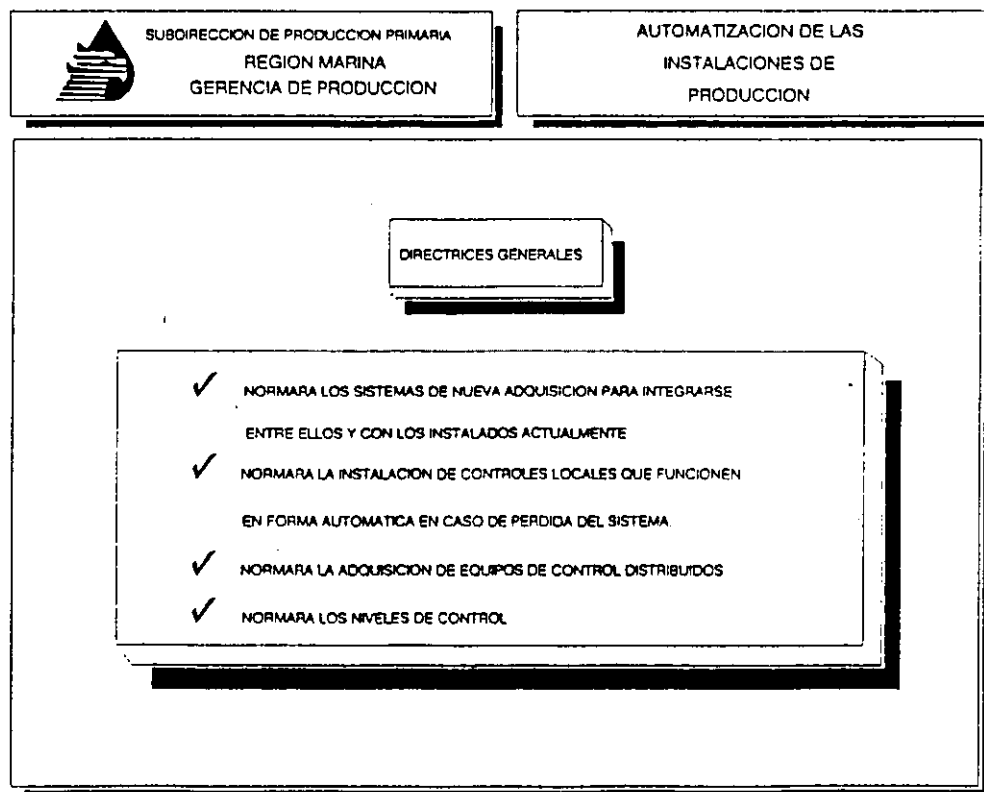 SUBDIRECCION DE PRODUCCION PRIMARIA
REGION MARINA
GERENCIA DE PRODUCCION
AUTOMATIZACION DE LAS
INSTALACIONES DE
PRODUCCION
DIRECTRICES GENERALES
✓ NORMARA LOS SISTEMAS DE NUEVA ADQUISICION PARA INTEGRARSE
ENTRE ELLOS Y CON LOS INSTALADOS ACTUALMENTE
✓ NORMARA LA INSTALACION DE CONTROLES LOCALES QUE FUNCIONEN
EN FORMA AUTOMATICA EN CASO DE PERDIDA DEL SISTEMA.
✓ NORMARA LA ADQUISICION DE EQUIPOS DE CONTROL DISTRIBUIDOS
✓ NORMARA LOS NIVELES DE CONTROL